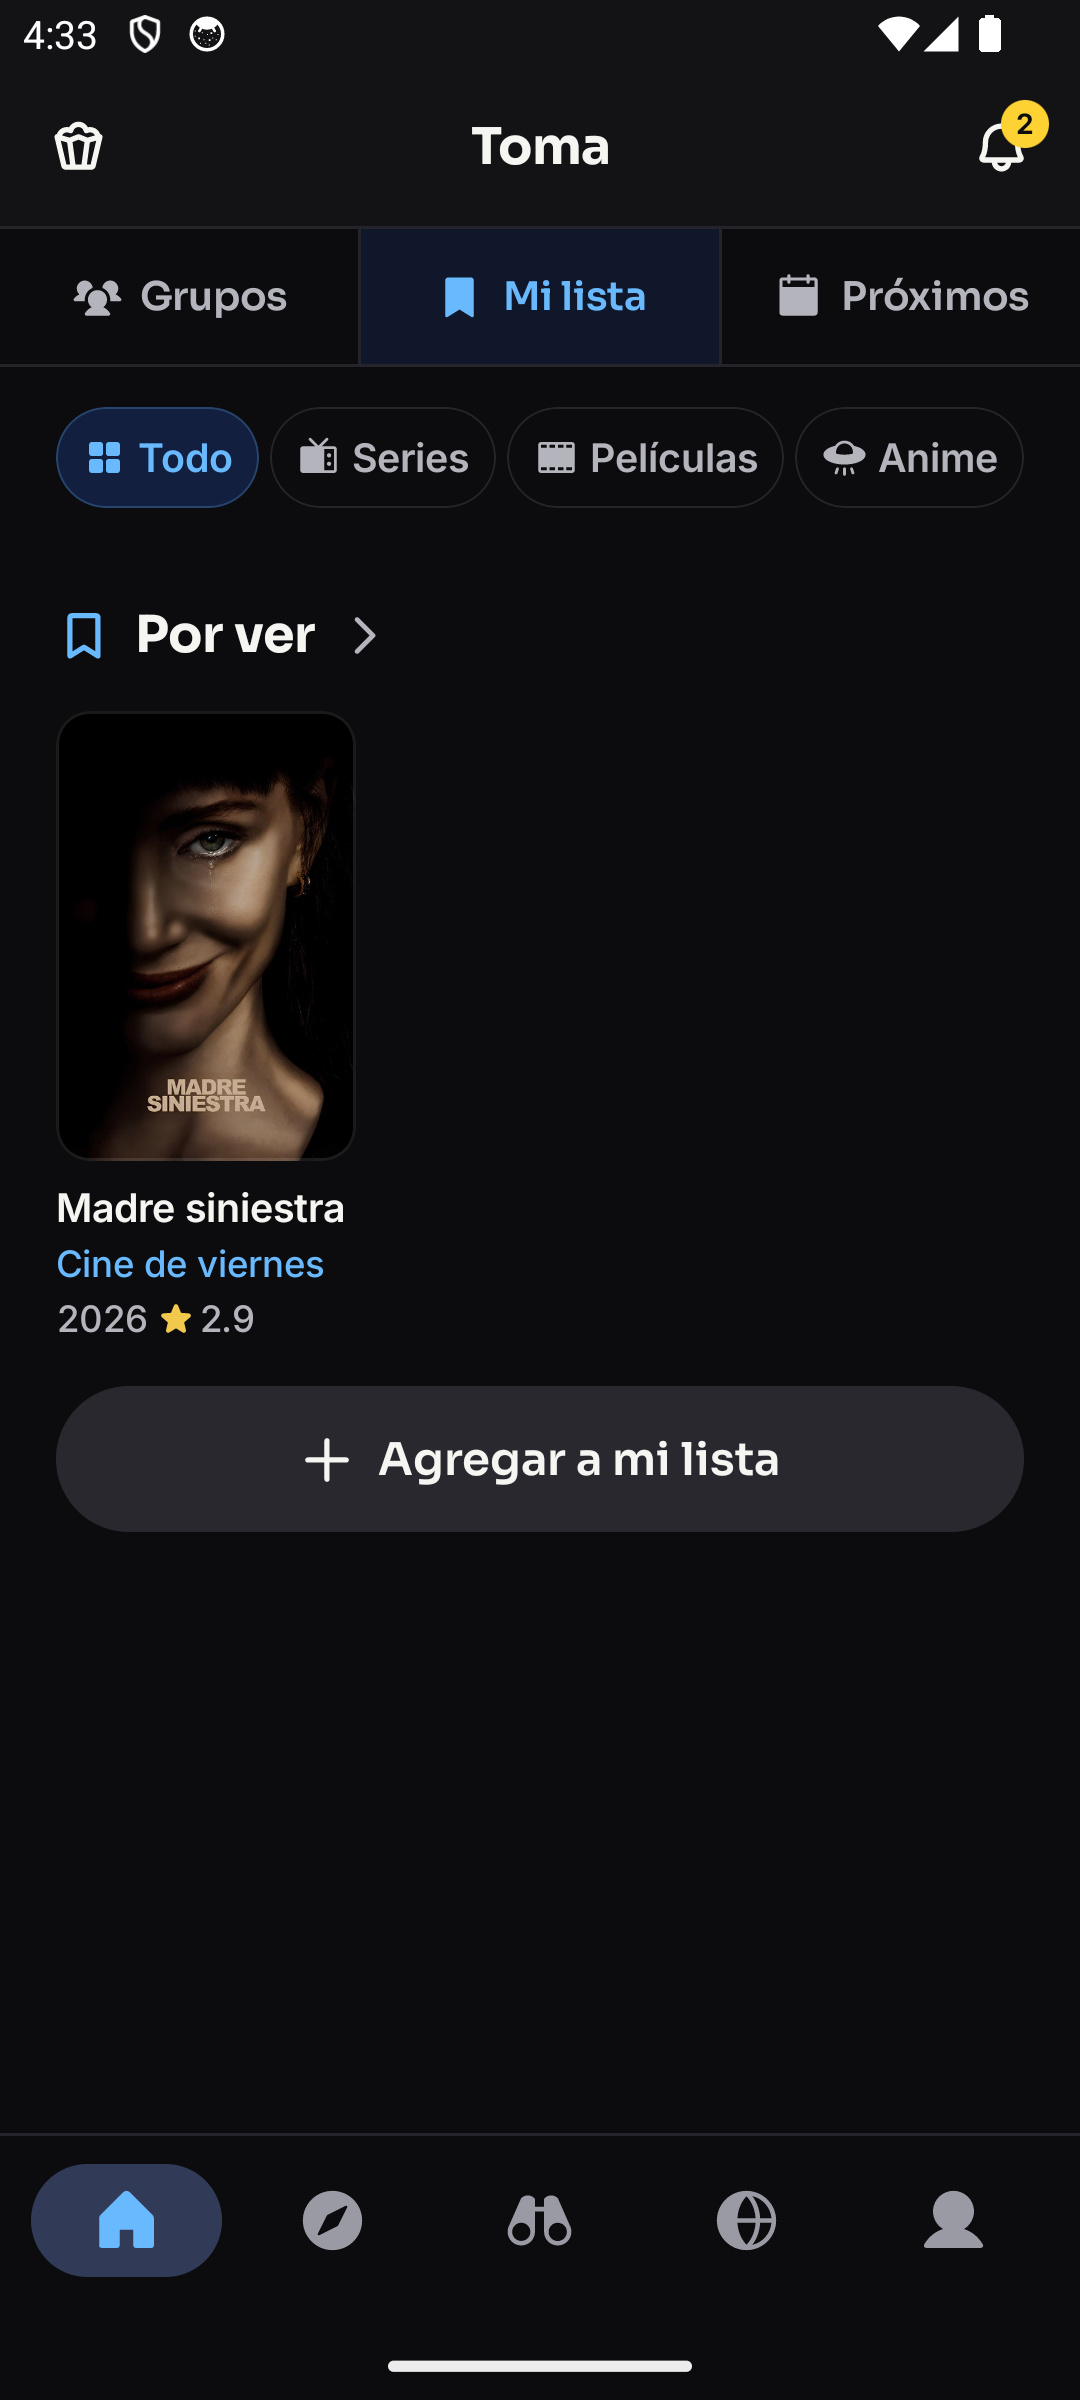 4:33
Toma
2
Grupos
Mi lista
Próximos
Todo
Series
Películas
Anime
Por ver
MADRE
SINIESTRA
Madre siniestra
Cine de viernes
2026 2.9
Agregar a mi lista